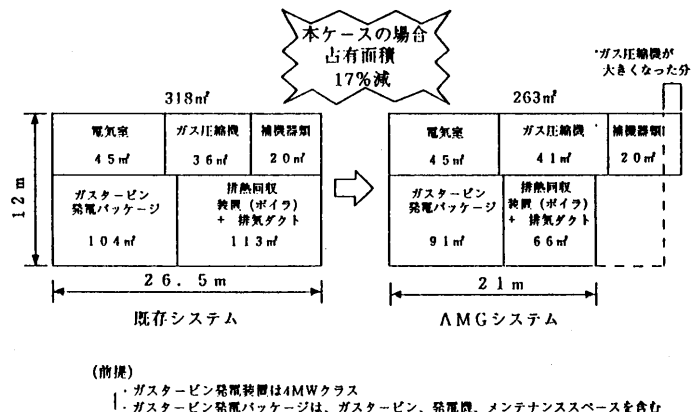 本ケースの場合
占有面積
17%減
*ガス圧縮機が
大きくなった分
318㎡
263㎡
電気室
45㎡
ガス圧縮機
36㎡
補機器類
20㎡
ガスタービン
発電パッケージ
104㎡
排熱回収
装置(ボイラ)
+ 排気ダクト
113㎡
電気室
45㎡
ガス圧縮機
41㎡
補機器類
20㎡
ガスタービン
発電パッケージ
91㎡
排熱回収
装置(ボイラ)
+ 排気ダクト
66㎡
12m
26.5m
21m
既存システム
AMGシステム
(前提)
・ガスタービン発電装置は4MWクラス
・ガスタービン発電パッケージは、ガスタービン、発電機、メンテナンススペースを含む